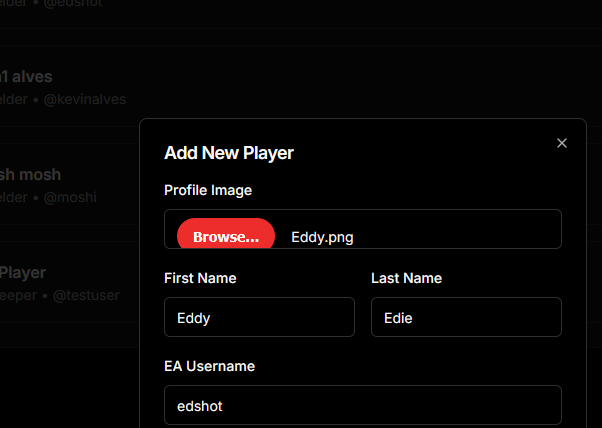 elder • @edshot
alves
elder • @kevinalves
sh mosh
elder • @moshi
Player
eeper • @testuser
Add New Player
Profile Image
Browse... Eddy.png
First Name Last Name
Eddy Edie
EA Username
edshot